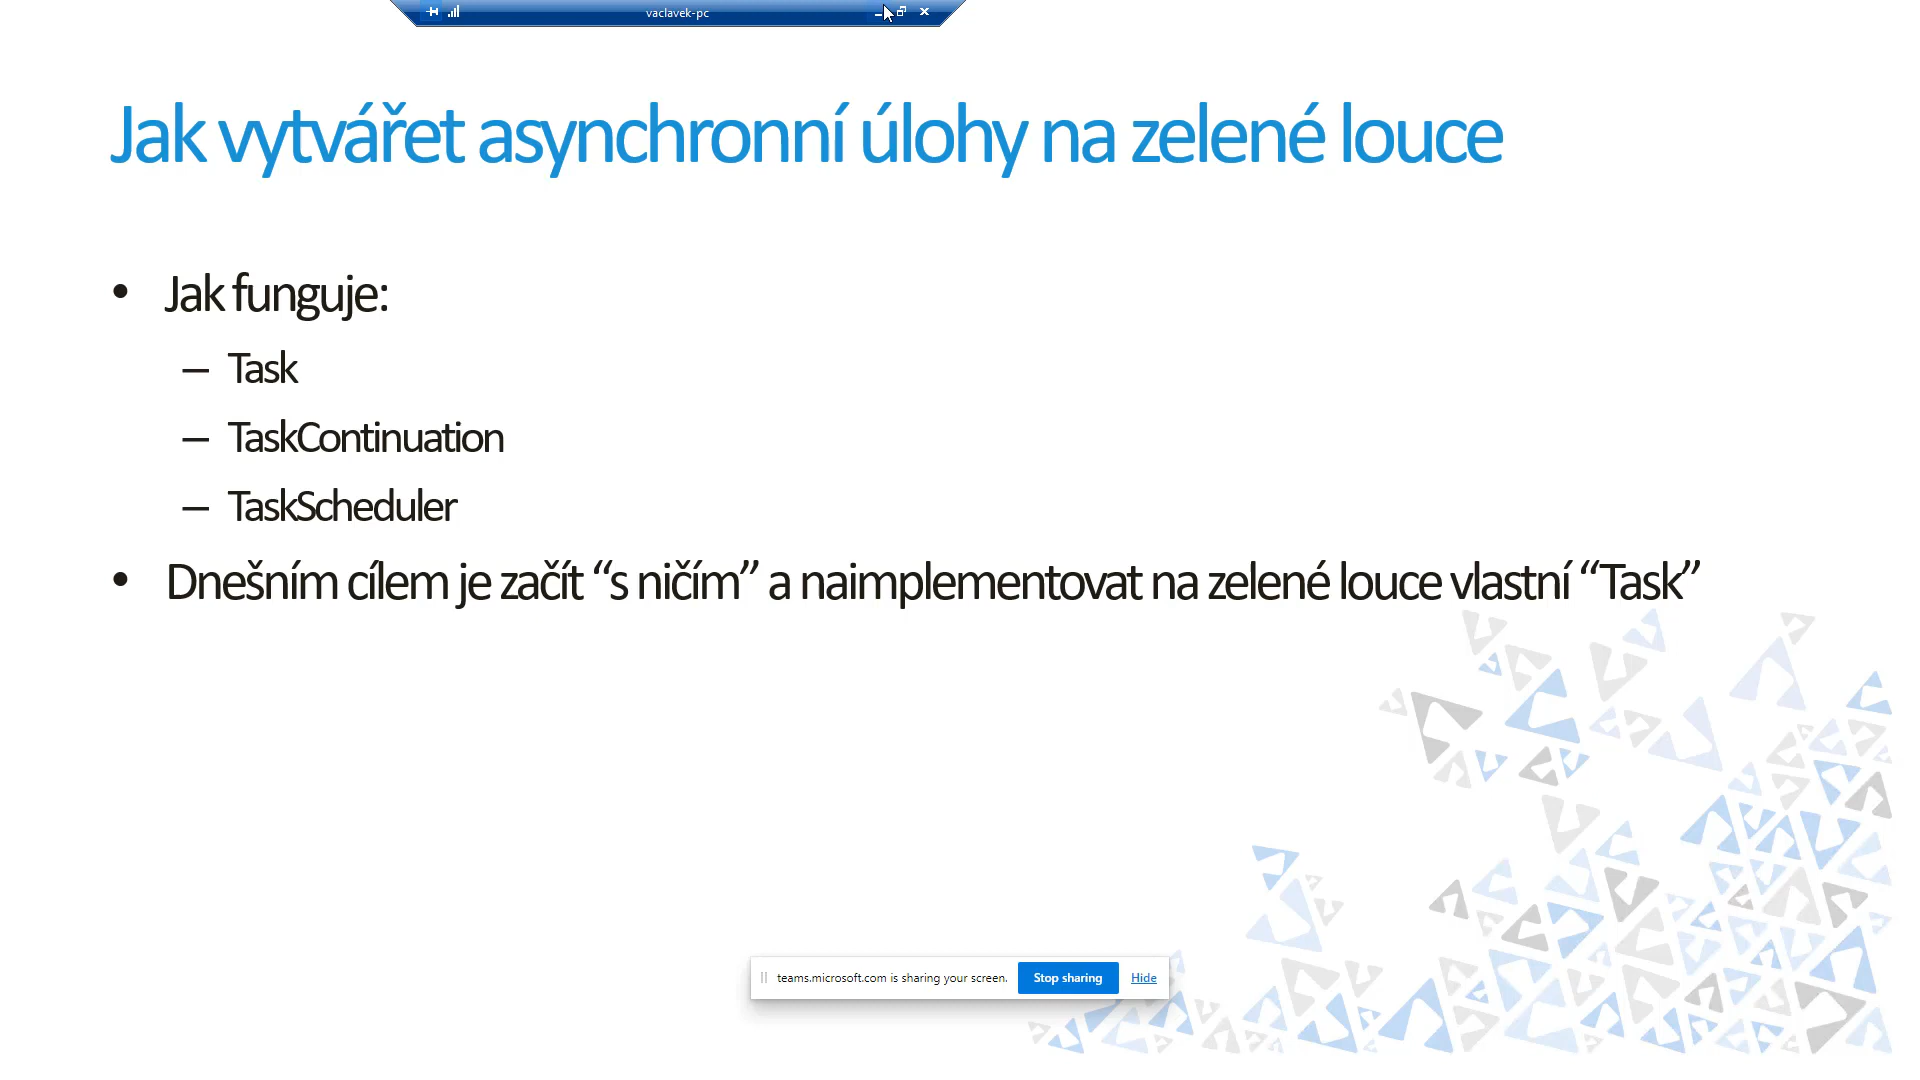 vaclavek-pc
Jak vytvářet asynchronní úlohy na zelené louce
• Jak funguje:
– Task
– TaskContinuation
– TaskScheduler
• Dnešním cílem je začít “s ničím” a naimplementovat na zelené louce vlastní “Task”
teams.microsoft.com is sharing your screen. Stop sharing Hide